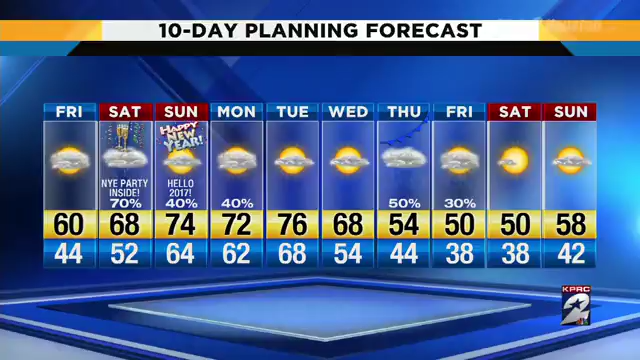 10-DAY PLANNING FORECAST
FRI SAT SUN MON TUE WED THU FRI SAT SUN
HAPPY
NEW
YEAR!
NYE PARTY HELLO
INSIDE! 2017!
70% 40% 40% 50% 30%
60 68 74 72 76 68 54 50 50 58
44 52 64 62 68 54 44 38 38 42
KPRC
2